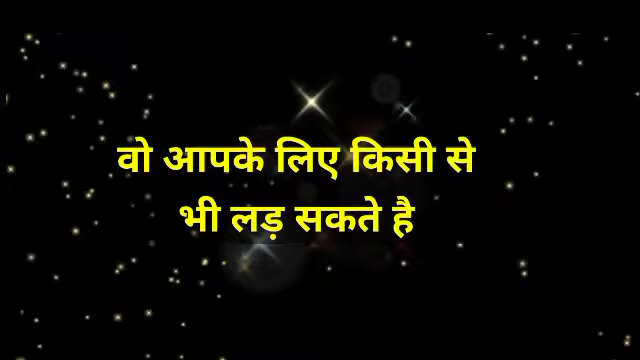 वो आपके लिए किसी से
भी लड़ सकते है